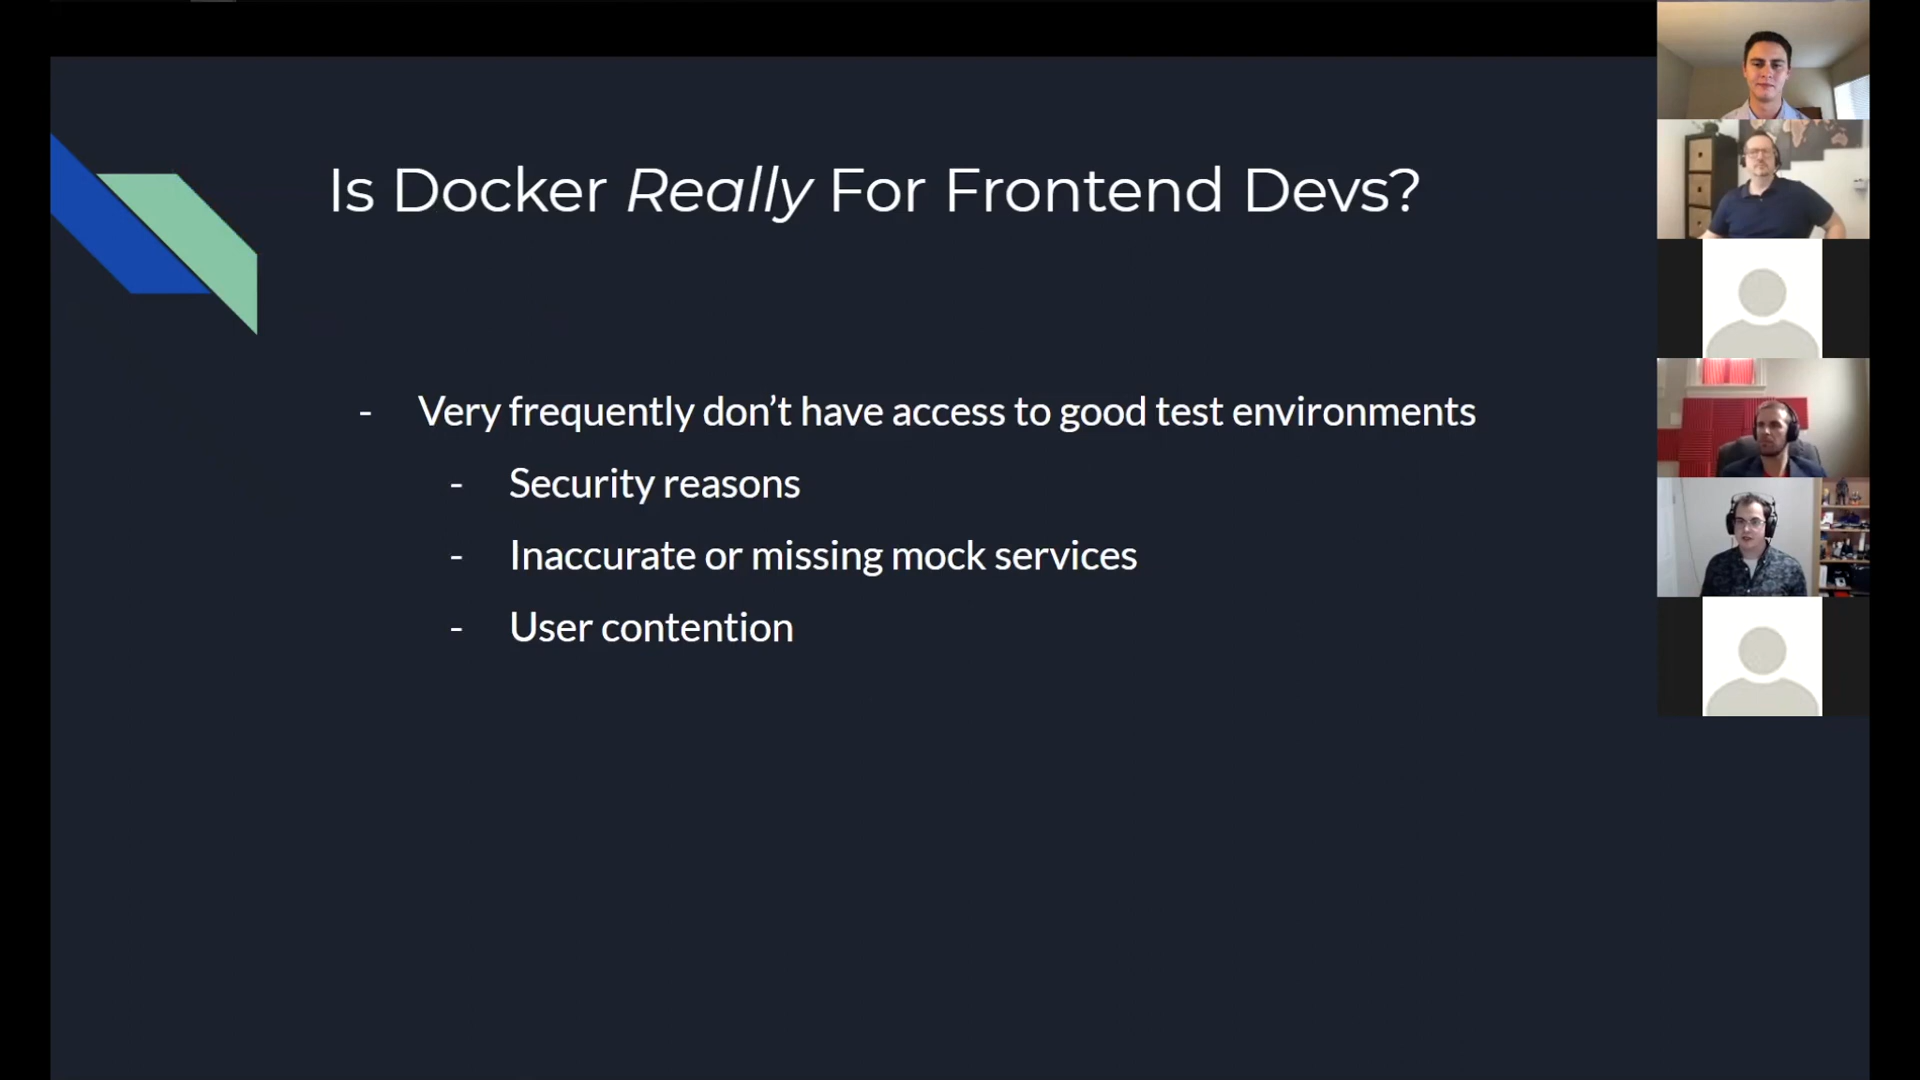 Is Docker Really For Frontend Devs?
- Very frequently don’t have access to good test environments
- Security reasons
- Inaccurate or missing mock services
- User contention